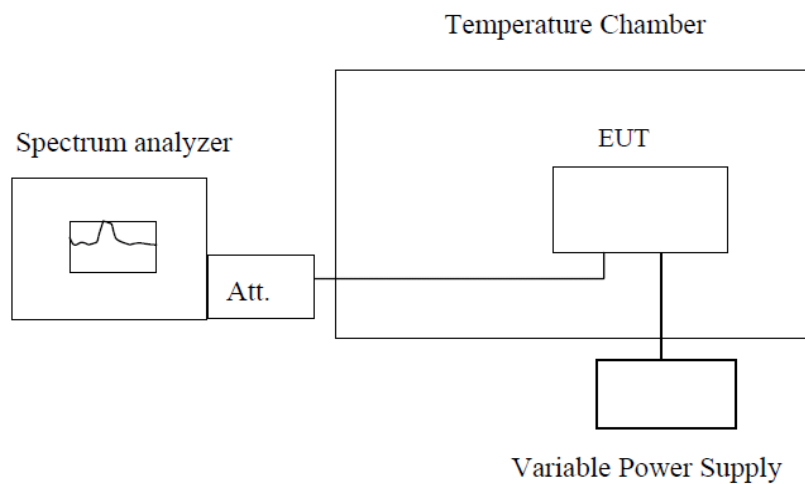 Temperature Chamber
Spectrum analyzer
EUT
Att.
Variable Power Supply